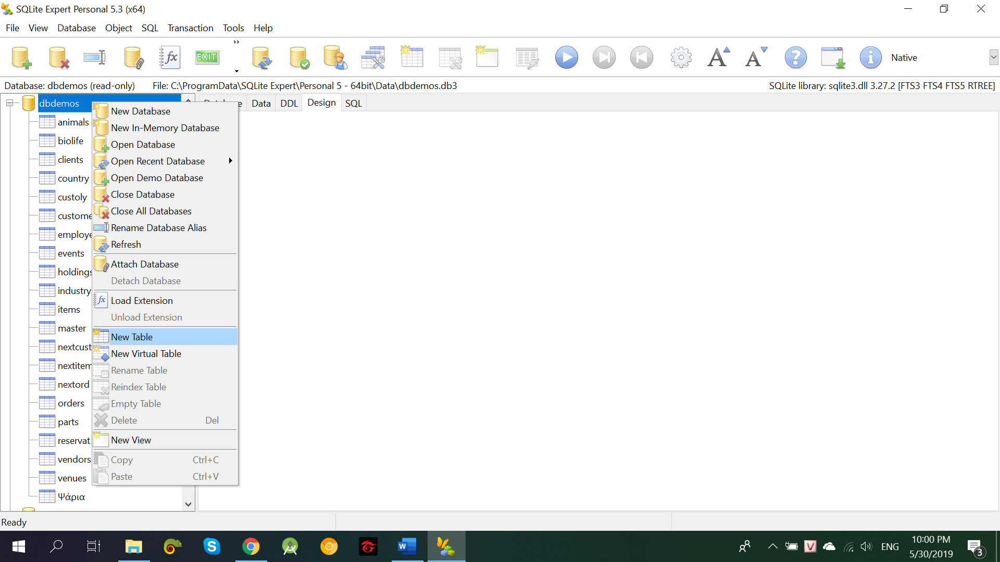 SQLite Expert Personal 5.3 (x64)
File View Database Object SQL Transaction Tools Help
EXIT
Native
Database: dbdemos (read-only) File: C:\ProgramData\SQLite Expert\Personal 5 - 64bit\Data\dbdemos.db3 SQLite library: sqlite3.dll 3.27.2 [FTS3 FTS4 FTS5 RTREE]
Data DDL Design SQL
dbdemos
animals
biolife
clients
country
custoly
custome
employe
events
holdings
industry
items
master
nextcust
nextitem
nextord
orders
parts
reservat
vendors
venues
Ψάρια
New Database
New In-Memory Database
Open Database
Open Recent Database
Open Demo Database
Close Database
Close All Databases
Rename Database Alias
Refresh
Attach Database
Detach Database
Load Extension
Unload Extension
New Table
New Virtual Table
Rename Table
Reindex Table
Empty Table
Delete Del
New View
Copy Ctrl+C
Paste Ctrl+V
Ready
ENG
10:00 PM
5/30/2019
3